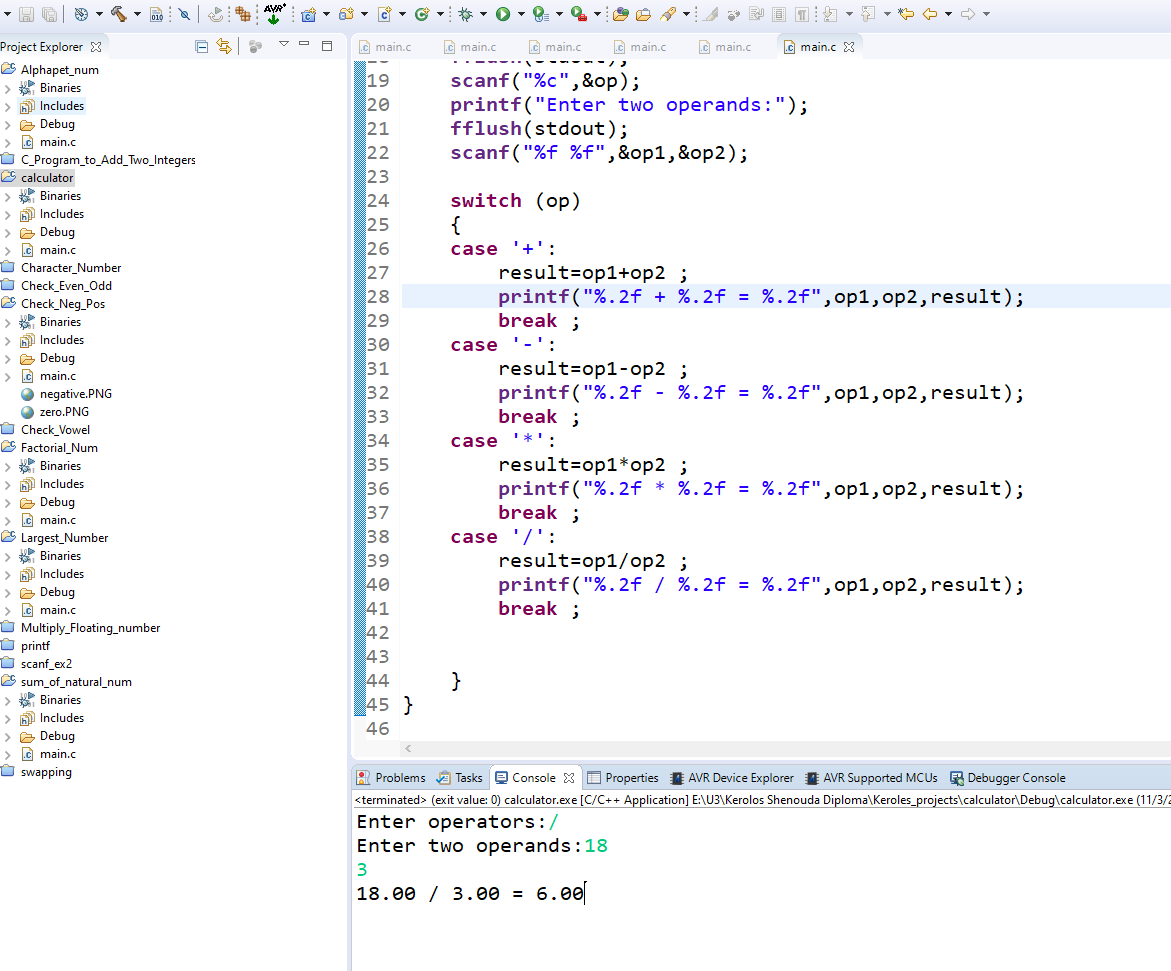 AVR
010
Project Explorer
main.c main.c main.c main.c main.c main.c
Alphapet_num
Binaries
Includes
Debug
main.c
C_Program_to_Add_Two_Integers
calculator
Binaries
Includes
Debug
main.c
Character_Number
Check_Even_Odd
Check_Neg_Pos
Binaries
Includes
Debug
main.c
negative.PNG
zero.PNG
Check_Vowel
Factorial_Num
Binaries
Includes
Debug
main.c
Largest_Number
Binaries
Includes
Debug
main.c
Multiply_Floating_number
printf
scanf_ex2
sum_of_natural_num
Binaries
Includes
Debug
main.c
swapping
18 fflush(stdout);
19 scanf("%c",&op);
20 printf("Enter two operands:");
21 fflush(stdout);
22 scanf("%f %f",&op1,&op2);
23
24 switch (op)
25 {
26 case '+':
27 result=op1+op2 ;
28 printf("%.2f + %.2f = %.2f",op1,op2,result);
29 break ;
30 case '-':
31 result=op1-op2 ;
32 printf("%.2f - %.2f = %.2f",op1,op2,result);
33 break ;
34 case '*':
35 result=op1*op2 ;
36 printf("%.2f * %.2f = %.2f",op1,op2,result);
37 break ;
38 case '/':
39 result=op1/op2 ;
40 printf("%.2f / %.2f = %.2f",op1,op2,result);
41 break ;
42
43
44 }
45 }
46
Problems Tasks Console Properties AVR Device Explorer AVR Supported MCUs Debugger Console
<terminated> (exit value: 0) calculator.exe [C/C++ Application] E:\U3\Kerolos Shenouda Diploma\Keroles_projects\calculator\Debug\calculator.exe (11/3/2
Enter operators:/
Enter two operands:18
3
18.00 / 3.00 = 6.00